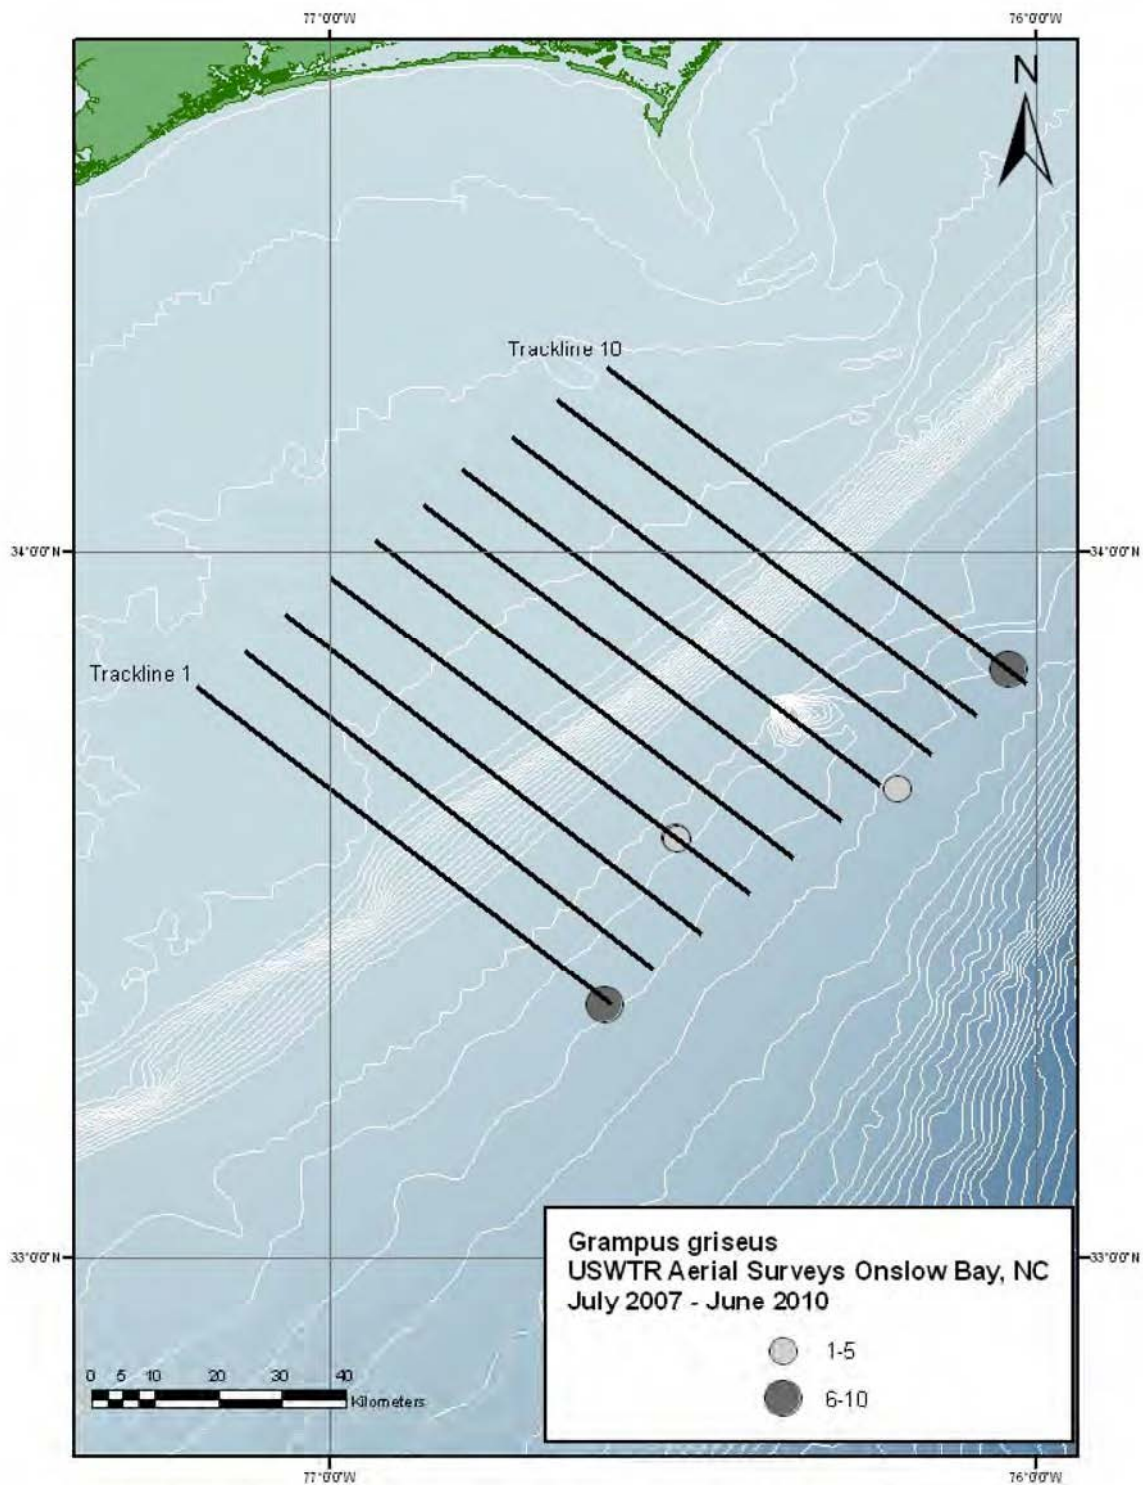 77°0'0"W 76°0'0"W
N
Trackline 10
34°0'0"N 34°0'0"N
Trackline 1
33°0'0"N 33°0'0"N
Grampus griseus
USWTR Aerial Surveys Onslow Bay, NC
July 2007 - June 2010
1-5
6-10
0 5 10 20 30 40
Kilometers
77°0'0"W 76°0'0"W